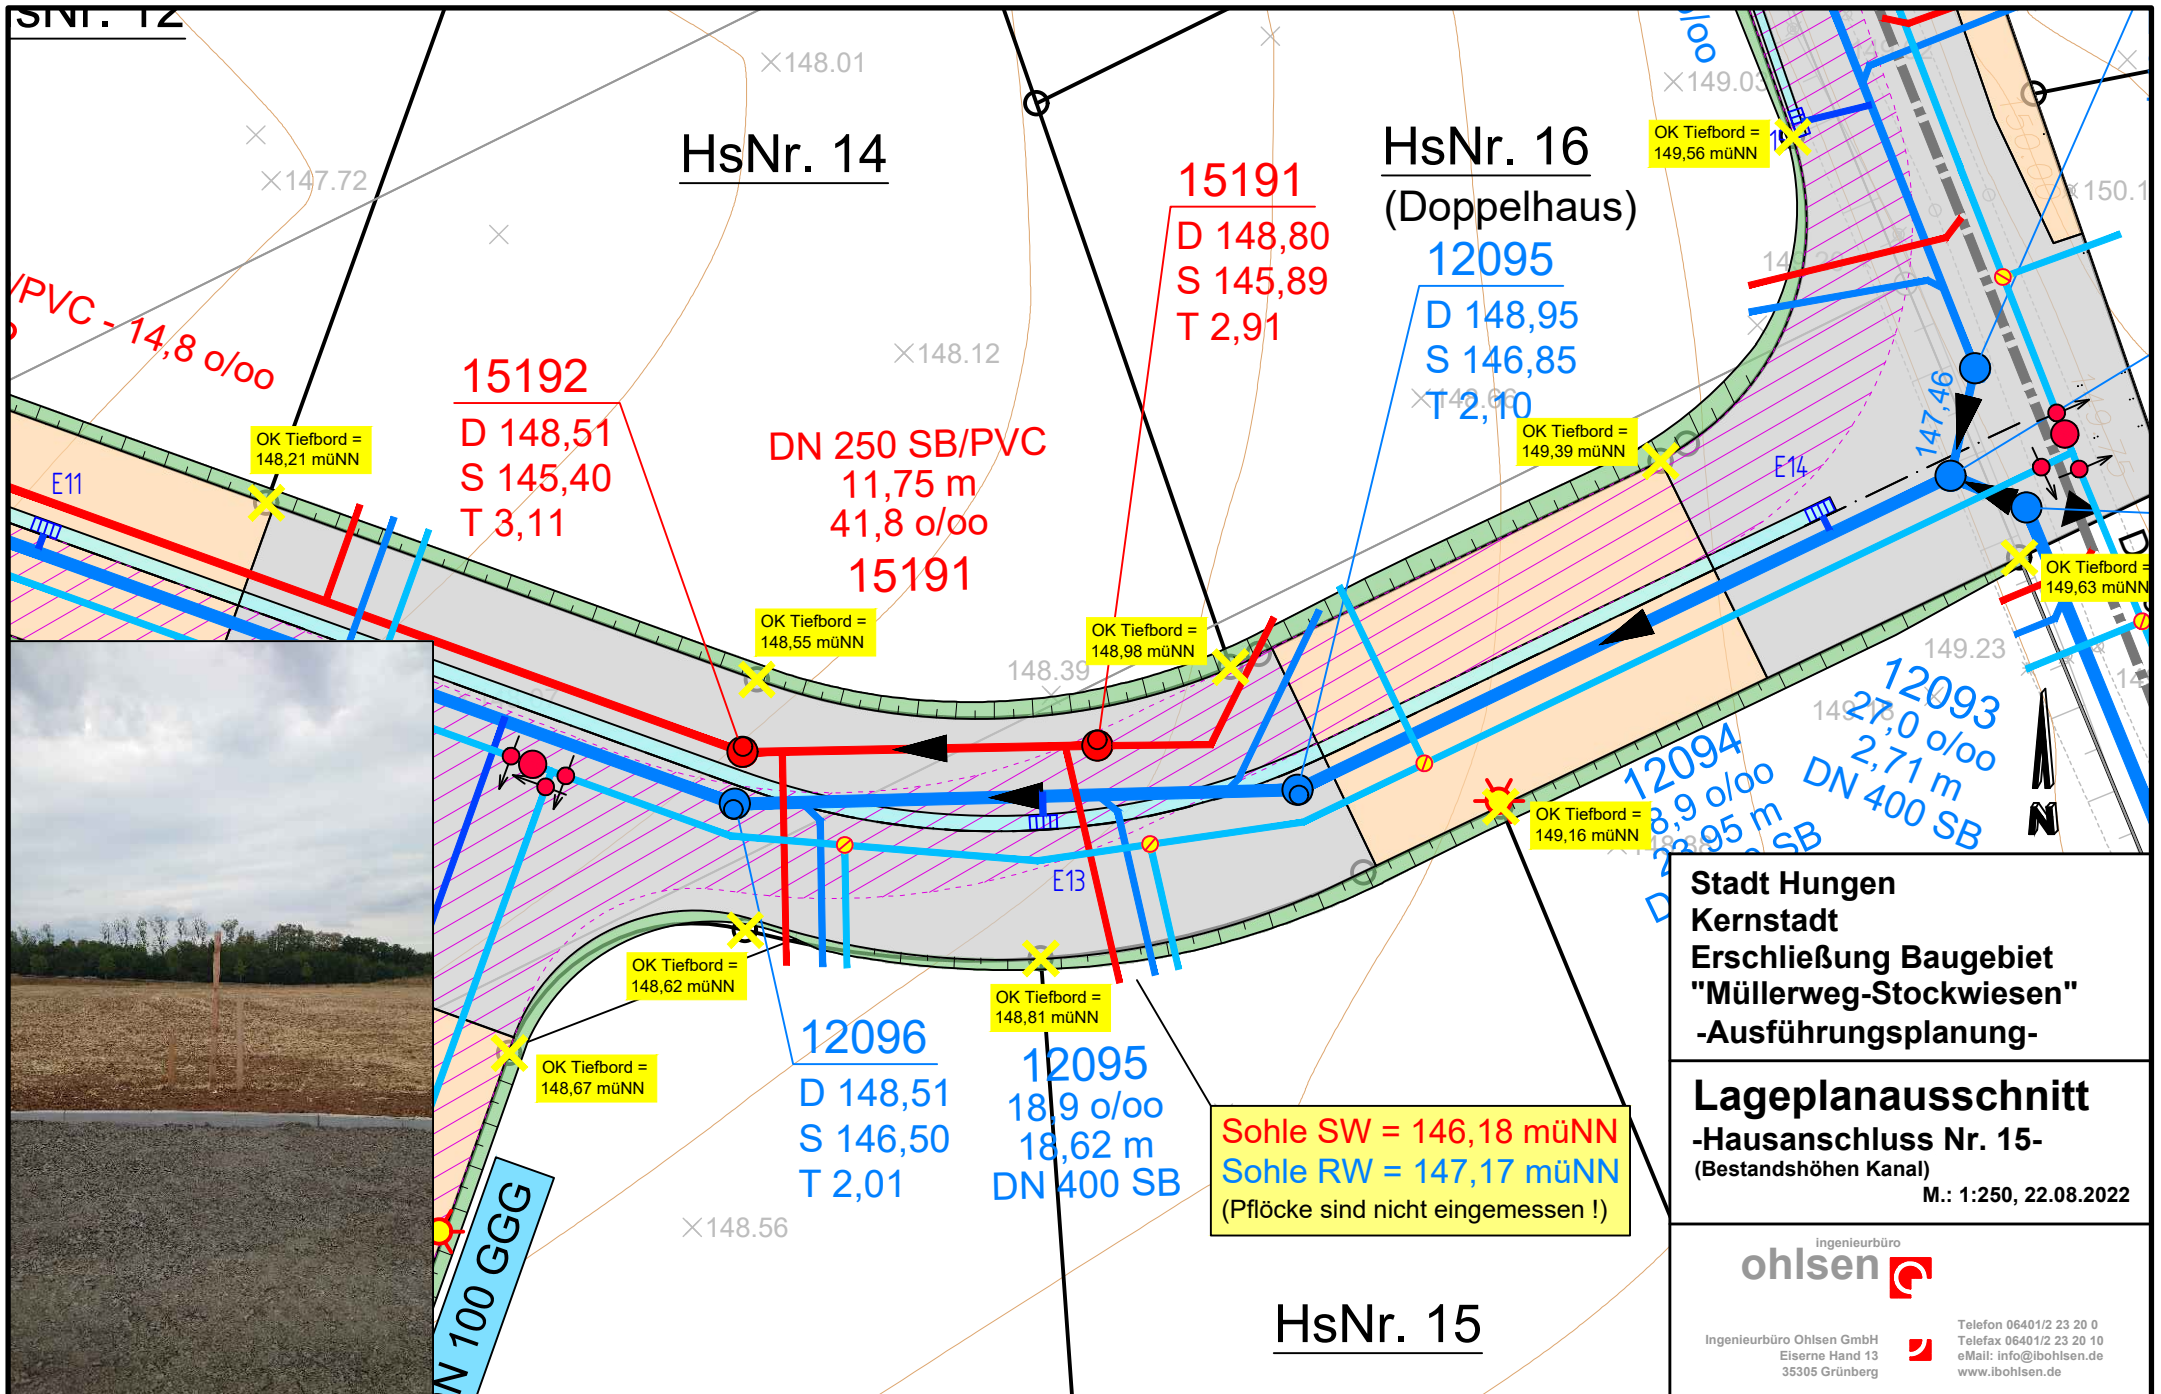 HsNr. 14
HsNr. 16
(Doppelhaus)
×148.01
×147.72
×148.12
×149.03
OK Tiefbord =
149,56 müNN
15191
D 148,80
S 145,89
T 2,91
12095
D 148,95
S 146,85
T 2,10
/PVC - 14,8 o/oo
15192
D 148,51
S 145,40
T 3,11
DN 250 SB/PVC
11,75 m
41,8 o/oo
15191
OK Tiefbord =
148,21 müNN
E11
OK Tiefbord =
149,39 müNN
E14
147,46
OK Tiefbord =
149,63 müNN
OK Tiefbord =
148,55 müNN
OK Tiefbord =
148,98 müNN
148.39
149.23
12093
27,0 o/oo
2,71 m
DN 400 SB
12094
8,9 o/oo
OK Tiefbord =
149,16 müNN
N
E13
OK Tiefbord =
148,62 müNN
OK Tiefbord =
148,81 müNN
OK Tiefbord =
148,67 müNN
12096
D 148,51
S 146,50
T 2,01
12095
18,9 o/oo
18,62 m
DN 400 SB
×148.56
N 100 GGG
Sohle SW = 146,18 müNN
Sohle RW = 147,17 müNN
(Pflöcke sind nicht eingemessen !)
HsNr. 15
Stadt Hungen
Kernstadt
Erschließung Baugebiet
"Müllerweg-Stockwiesen"
-Ausführungsplanung-
Lageplanausschnitt
-Hausanschluss Nr. 15-
(Bestandshöhen Kanal)
M.: 1:250, 22.08.2022
ingenieurbüro
ohlsen
Ingenieurbüro Ohlsen GmbH
Eiserne Hand 13
35305 Grünberg
Telefon 06401/2 23 20 0
Telefax 06401/2 23 20 10
eMail: info@ibohlsen.de
www.ibohlsen.de